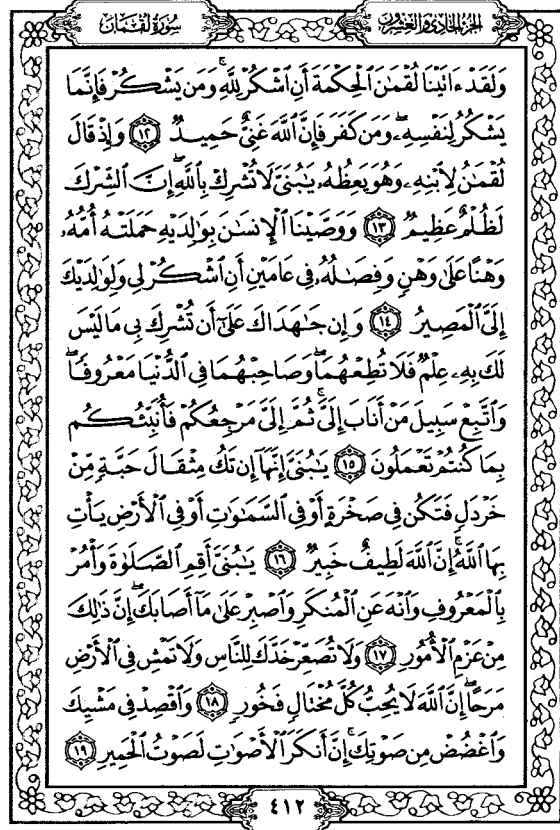 سُورَةُ لُقْمَان
الجزء الحادي والعشرون
وَلَقَدْ ءَاتَيْنَا لُقْمَٰنَ ٱلْحِكْمَةَ أَنِ ٱشْكُرْ لِلَّهِ ۚ وَمَن يَشْكُرْ فَإِنَّمَا
يَشْكُرُ لِنَفْسِهِۦ ۖ وَمَن كَفَرَ فَإِنَّ ٱللَّهَ غَنِىٌّ حَمِيدٌ ١٢ وَإِذْ قَالَ
لُقْمَٰنُ لِٱبْنِهِۦ وَهُوَ يَعِظُهُۥ يَٰبُنَىَّ لَا تُشْرِكْ بِٱللَّهِ ۖ إِنَّ ٱلشِّرْكَ
لَظُلْمٌ عَظِيمٌ ١٣ وَوَصَّيْنَا ٱلْإِنسَٰنَ بِوَٰلِدَيْهِ حَمَلَتْهُ أُمُّهُۥ
وَهْنًا عَلَىٰ وَهْنٍ وَفِصَٰلُهُۥ فِى عَامَيْنِ أَنِ ٱشْكُرْ لِى وَلِوَٰلِدَيْكَ
إِلَىَّ ٱلْمَصِيرُ ١٤ وَإِن جَٰهَدَاكَ عَلَىٰٓ أَن تُشْرِكَ بِى مَا لَيْسَ
لَكَ بِهِۦ عِلْمٌ فَلَا تُطِعْهُمَا ۖ وَصَاحِبْهُمَا فِى ٱلدُّنْيَا مَعْرُوفًا ۖ
وَٱتَّبِعْ سَبِيلَ مَنْ أَنَابَ إِلَىَّ ۚ ثُمَّ إِلَىَّ مَرْجِعُكُمْ فَأُنَبِّئُكُم
بِمَا كُنتُمْ تَعْمَلُونَ ١٥ يَٰبُنَىَّ إِنَّهَآ إِن تَكُ مِثْقَالَ حَبَّةٍ مِّنْ
خَرْدَلٍ فَتَكُن فِى صَخْرَةٍ أَوْ فِى ٱلسَّمَٰوَٰتِ أَوْ فِى ٱلْأَرْضِ يَأْتِ
بِهَا ٱللَّهُ ۚ إِنَّ ٱللَّهَ لَطِيفٌ خَبِيرٌ ١٦ يَٰبُنَىَّ أَقِمِ ٱلصَّلَوٰةَ وَأْمُرْ
بِٱلْمَعْرُوفِ وَٱنْهَ عَنِ ٱلْمُنكَرِ وَٱصْبِرْ عَلَىٰ مَآ أَصَابَكَ ۖ إِنَّ ذَٰلِكَ
مِنْ عَزْمِ ٱلْأُمُورِ ١٧ وَلَا تُصَعِّرْ خَدَّكَ لِلنَّاسِ وَلَا تَمْشِ فِى ٱلْأَرْضِ
مَرَحًا ۖ إِنَّ ٱللَّهَ لَا يُحِبُّ كُلَّ مُخْتَالٍ فَخُورٍ ١٨ وَٱقْصِدْ فِى مَشْيِكَ
وَٱغْضُضْ مِن صَوْتِكَ ۚ إِنَّ أَنكَرَ ٱلْأَصْوَٰتِ لَصَوْتُ ٱلْحَمِيرِ ١٩
٤١٢